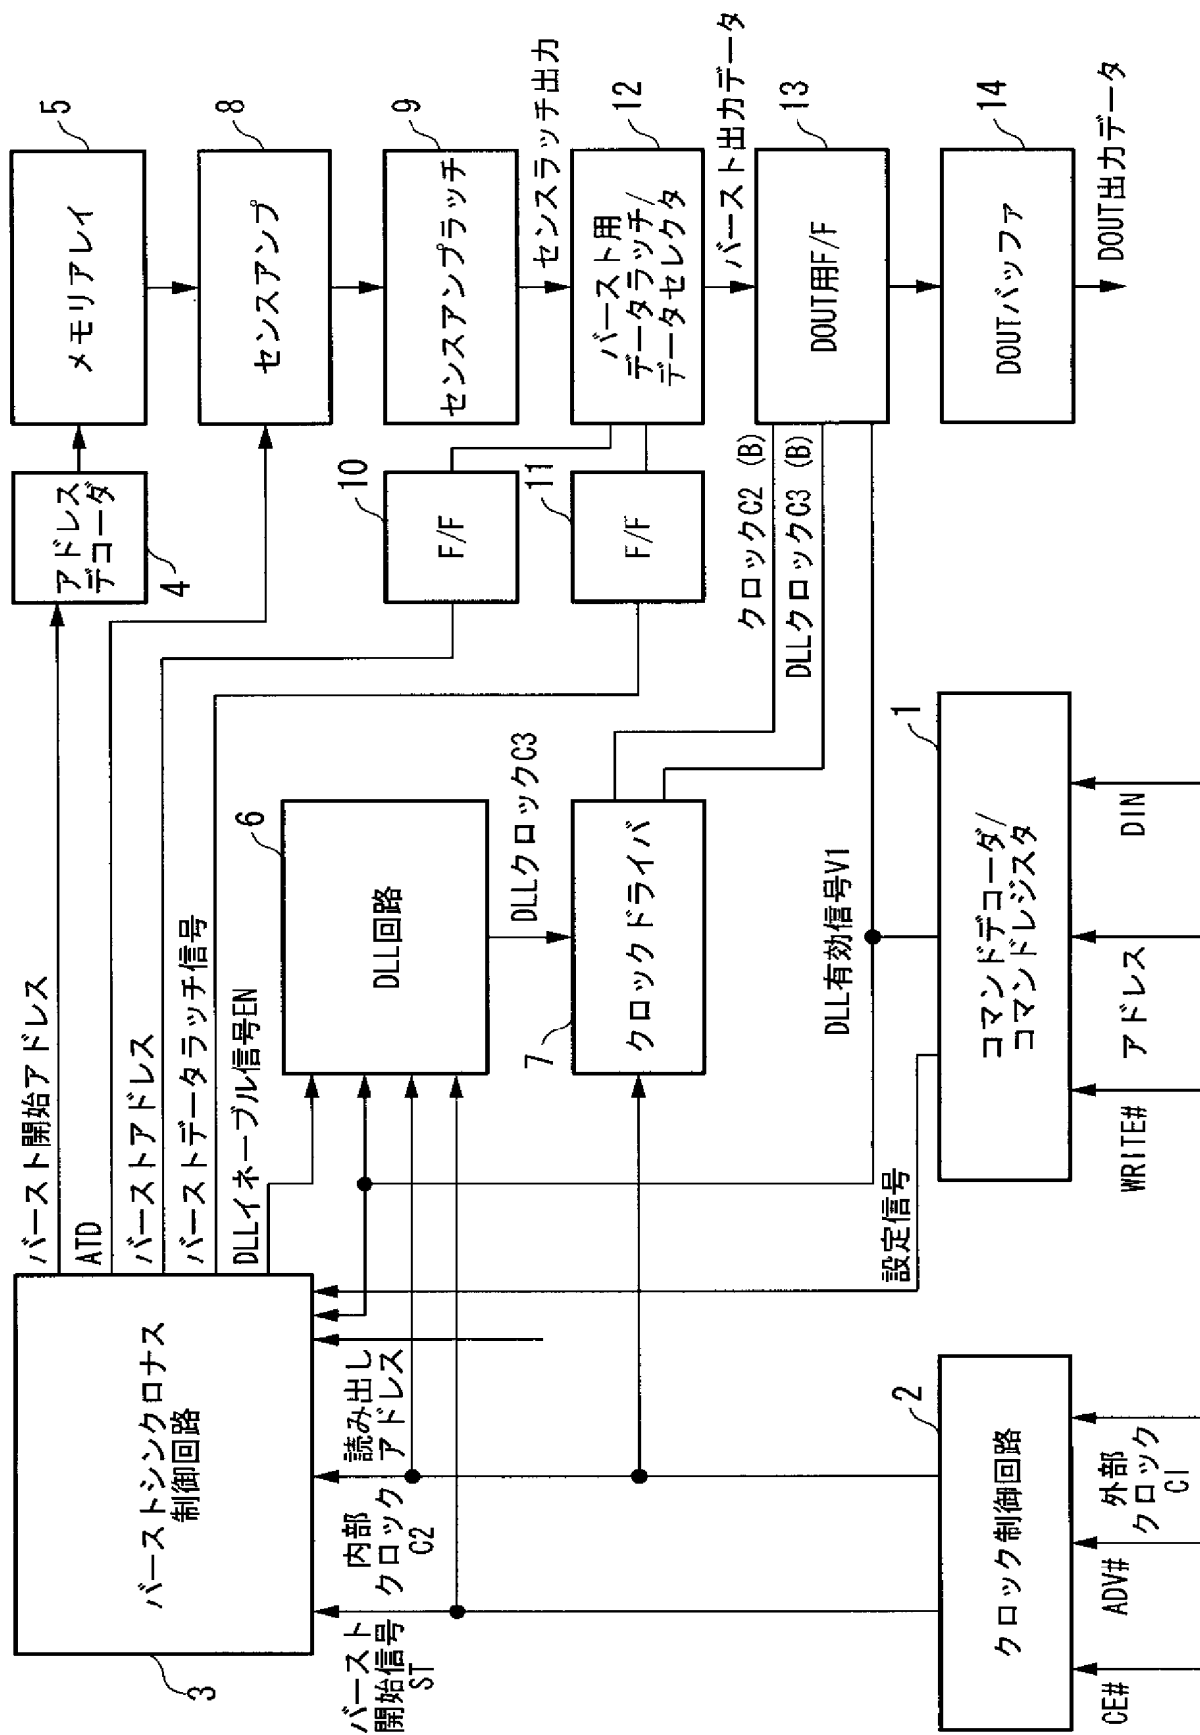 バーストシンクロナス
制御回路
3
バースト開始アドレス
ATD
バーストアドレス
バーストデータラッチ信号
DLLイネーブル信号EN
アドレス
デコーダ
4
メモリアレイ
5
センスアンプ
8
センスアンプラッチ
9
センスラッチ出力
F/F
10
F/F
11
バースト用
データラッチ/
データセレクタ
12
バースト出力データ
DLL回路
6
DLLクロックC3
クロックドライバ
7
クロックC2 (B)
DLLクロックC3 (B)
DOUT用F/F
13
DOUTバッファ
14
DOUT出力データ
バースト
開始信号
ST
内部
クロック
C2
読み出し
アドレス
設定信号
DLL有効信号V1
クロック制御回路
2
CE#
ADV#
外部
クロック
C1
コマンドデコーダ/
コマンドレジスタ
1
WRITE#
アドレス
DIN